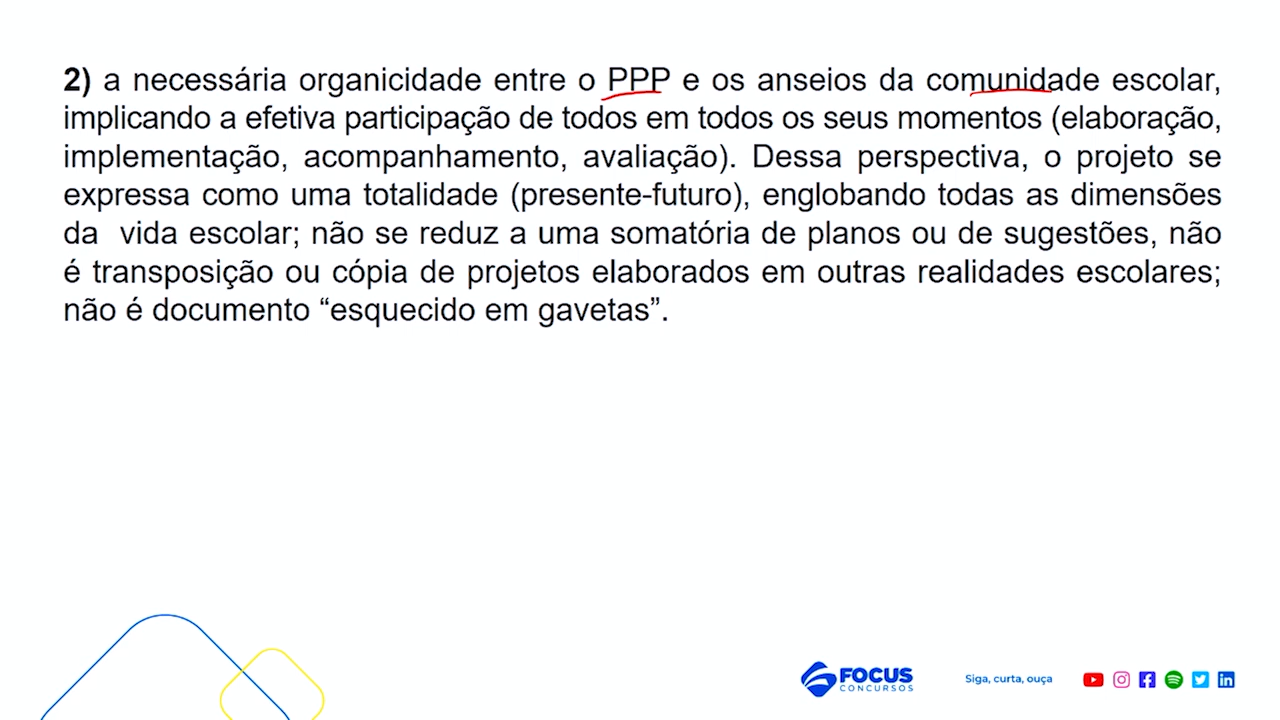 2) a necessária organicidade entre o PPP e os anseios da comunidade escolar,
implicando a efetiva participação de todos em todos os seus momentos (elaboração,
implementação, acompanhamento, avaliação). Dessa perspectiva, o projeto se
expressa como uma totalidade (presente-futuro), englobando todas as dimensões
da vida escolar; não se reduz a uma somatória de planos ou de sugestões, não
é transposição ou cópia de projetos elaborados em outras realidades escolares;
não é documento “esquecido em gavetas”.
FOCUS
CONCURSOS
Siga, curta, ouça